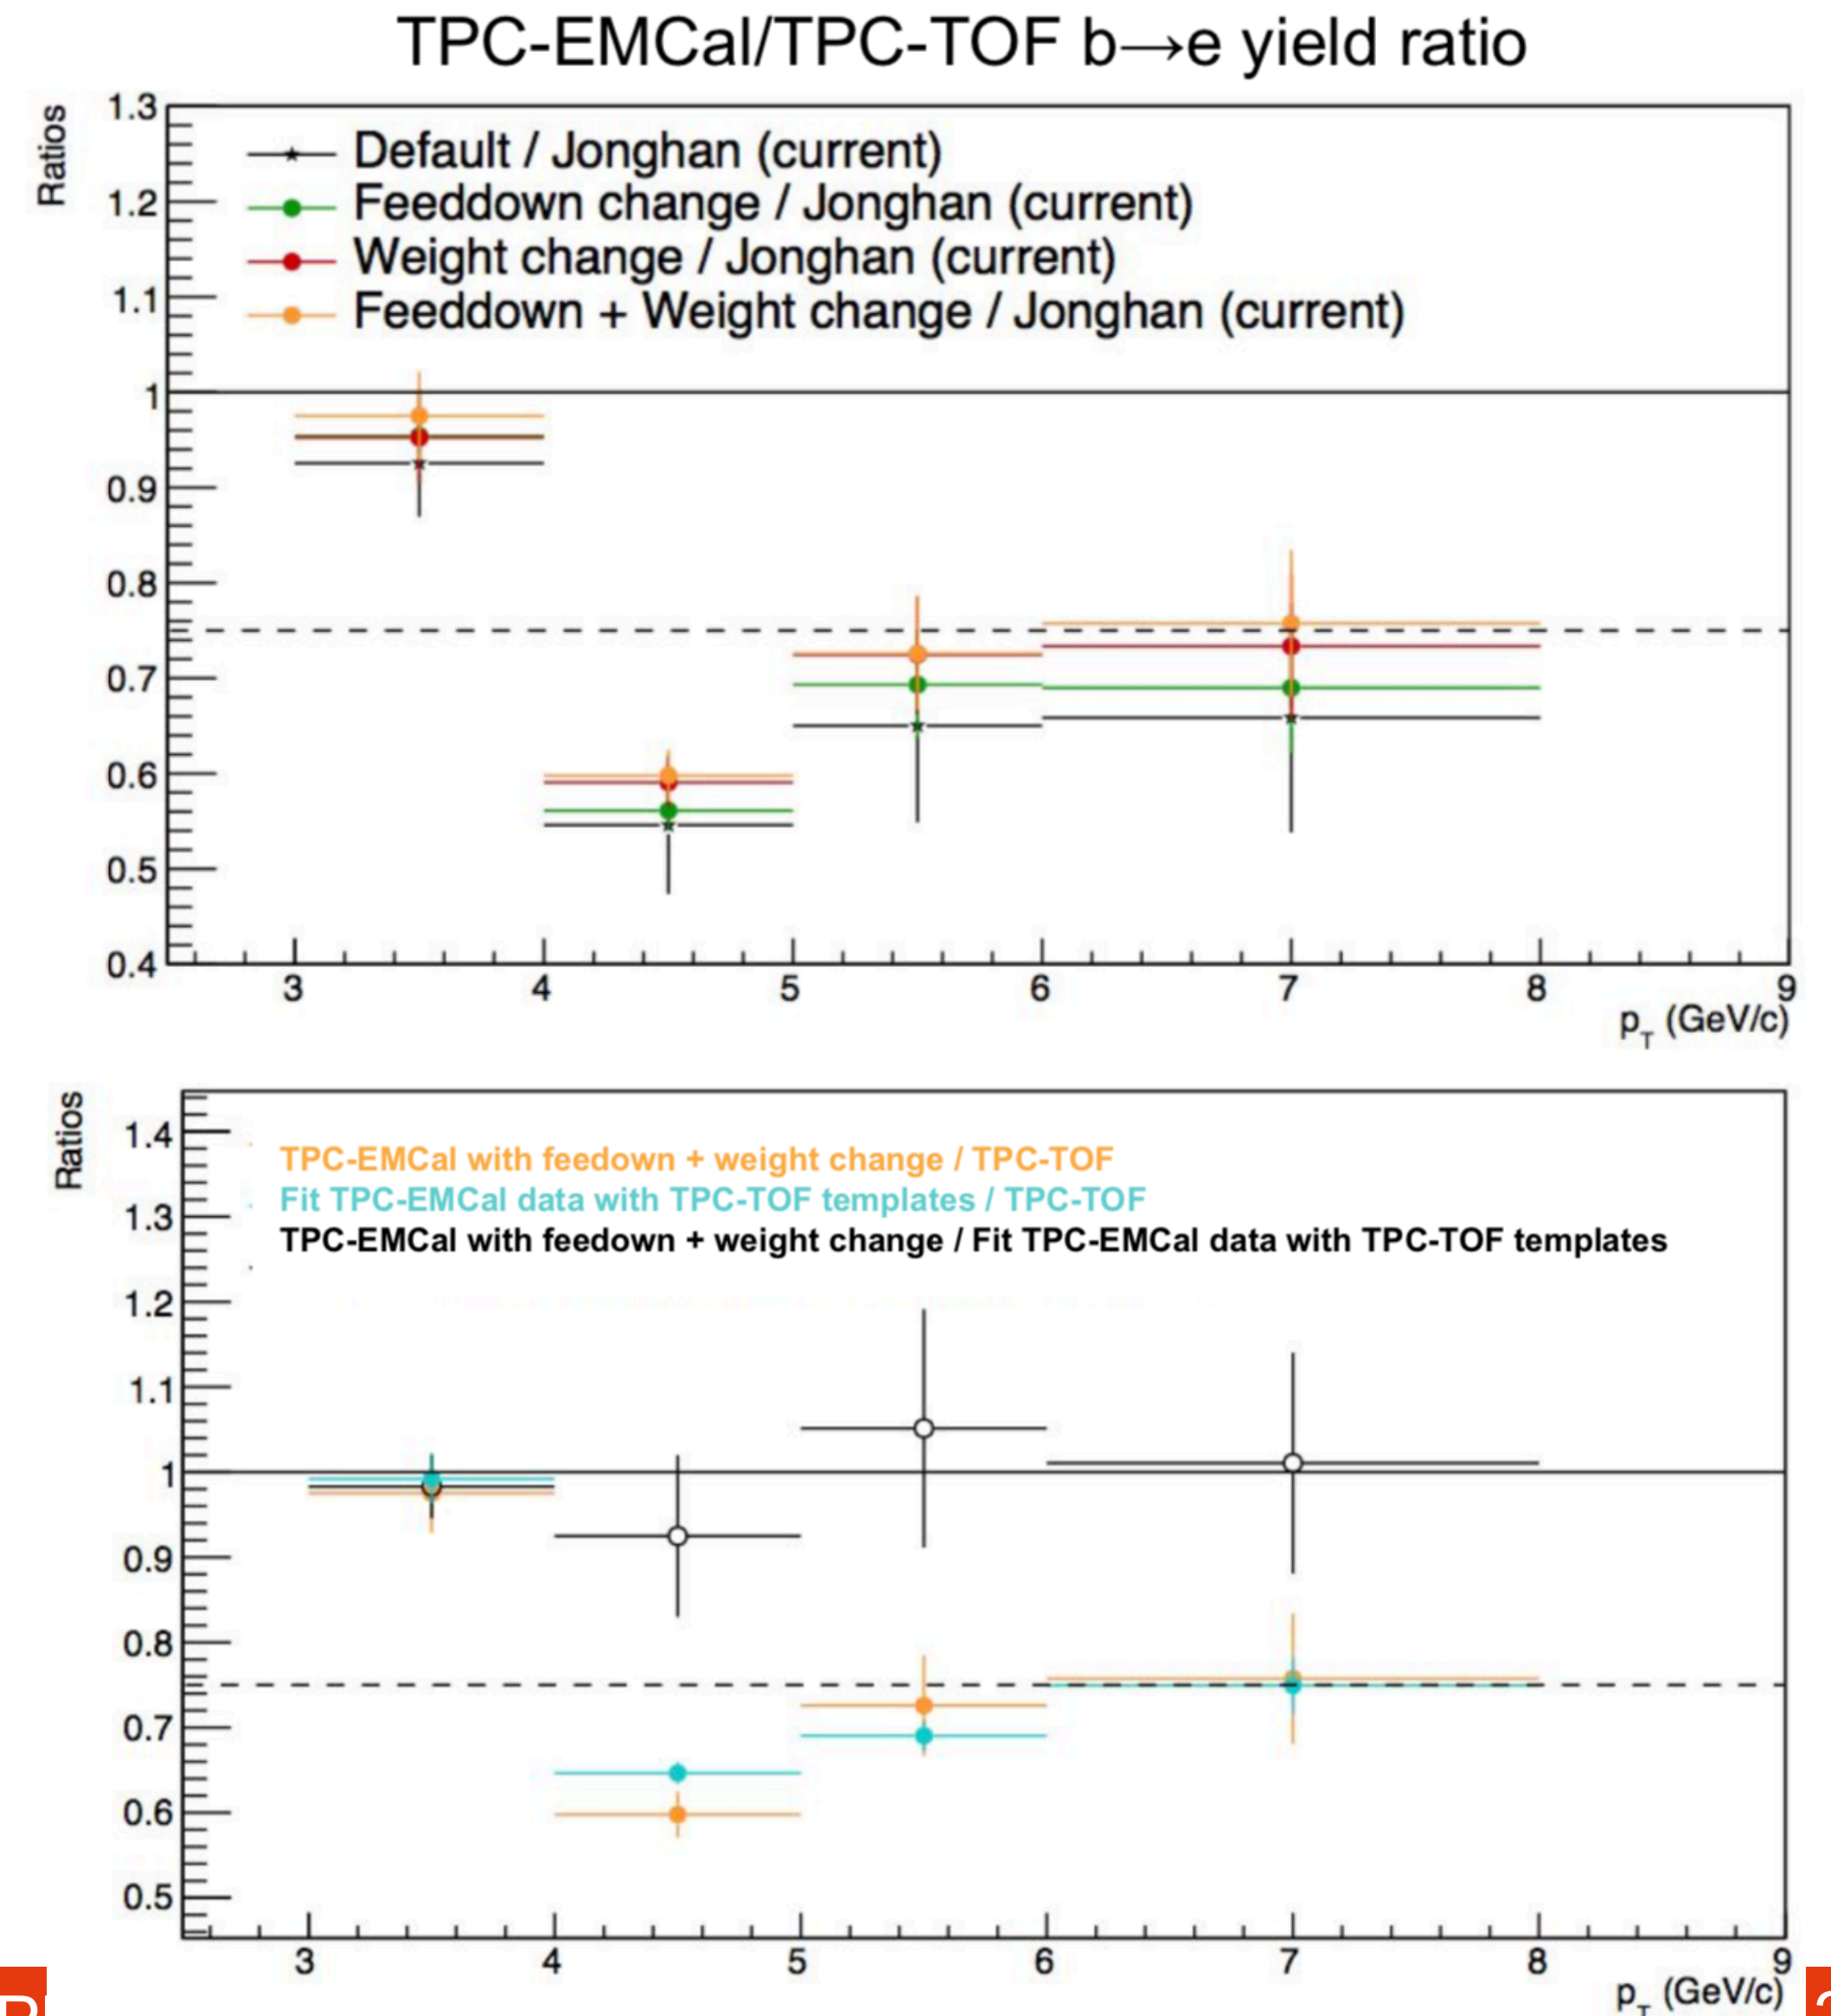 TPC-EMCal/TPC-TOF b→e yield ratio
Ratios
1.3
1.2
1.1
1
0.9
0.8
0.7
0.6
0.5
0.4
Default / Jonghan (current)
Feeddown change / Jonghan (current)
Weight change / Jonghan (current)
Feeddown + Weight change / Jonghan (current)
3 4 5 6 7 8 9
p_T (GeV/c)
Ratios
1.4
1.3
1.2
1.1
1
0.9
0.8
0.7
0.6
0.5
TPC-EMCal with feedown + weight change / TPC-TOF
Fit TPC-EMCal data with TPC-TOF templates / TPC-TOF
TPC-EMCal with feedown + weight change / Fit TPC-EMCal data with TPC-TOF templates
3 4 5 6 7 8 9
p_T (GeV/c)